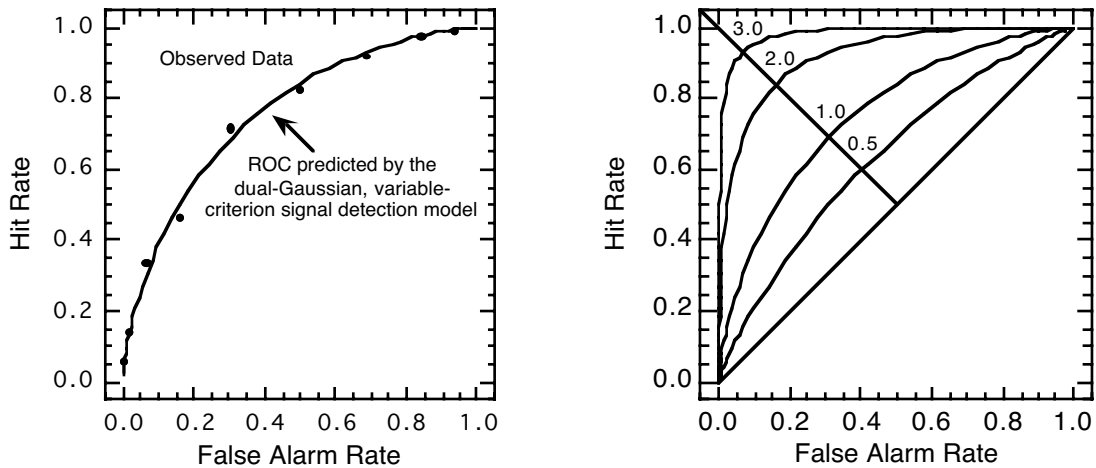 1.0
Observed Data
0.8
0.6
ROC predicted by the
dual-Gaussian, variable-
criterion signal detection model
0.4
0.2
0.0
Hit Rate
0.0 0.2 0.4 0.6 0.8 1.0
False Alarm Rate
1.0
3.0
2.0
0.8
1.0
0.5
0.6
0.4
0.2
0.0
Hit Rate
0.0 0.2 0.4 0.6 0.8 1.0
False Alarm Rate